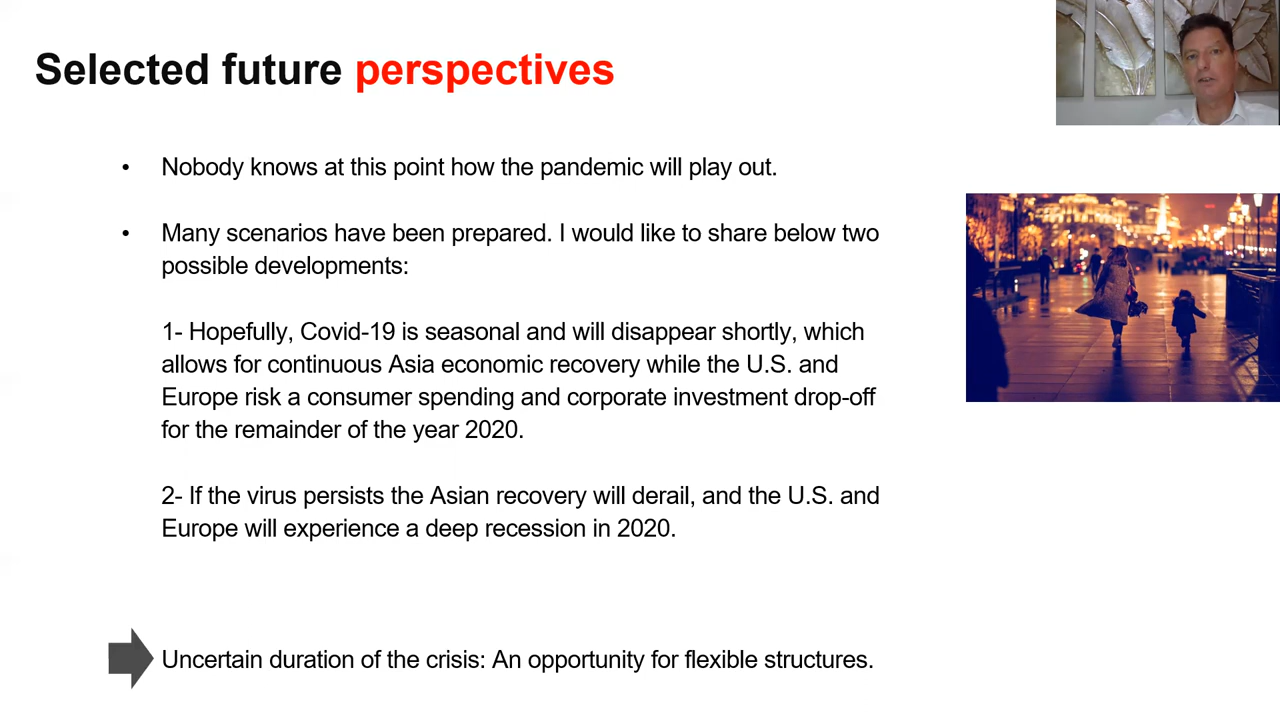 Selected future perspectives
• Nobody knows at this point how the pandemic will play out.
• Many scenarios have been prepared. I would like to share below two
possible developments:
1- Hopefully, Covid-19 is seasonal and will disappear shortly, which
allows for continuous Asia economic recovery while the U.S. and
Europe risk a consumer spending and corporate investment drop-off
for the remainder of the year 2020.
2- If the virus persists the Asian recovery will derail, and the U.S. and
Europe will experience a deep recession in 2020.
Uncertain duration of the crisis: An opportunity for flexible structures.